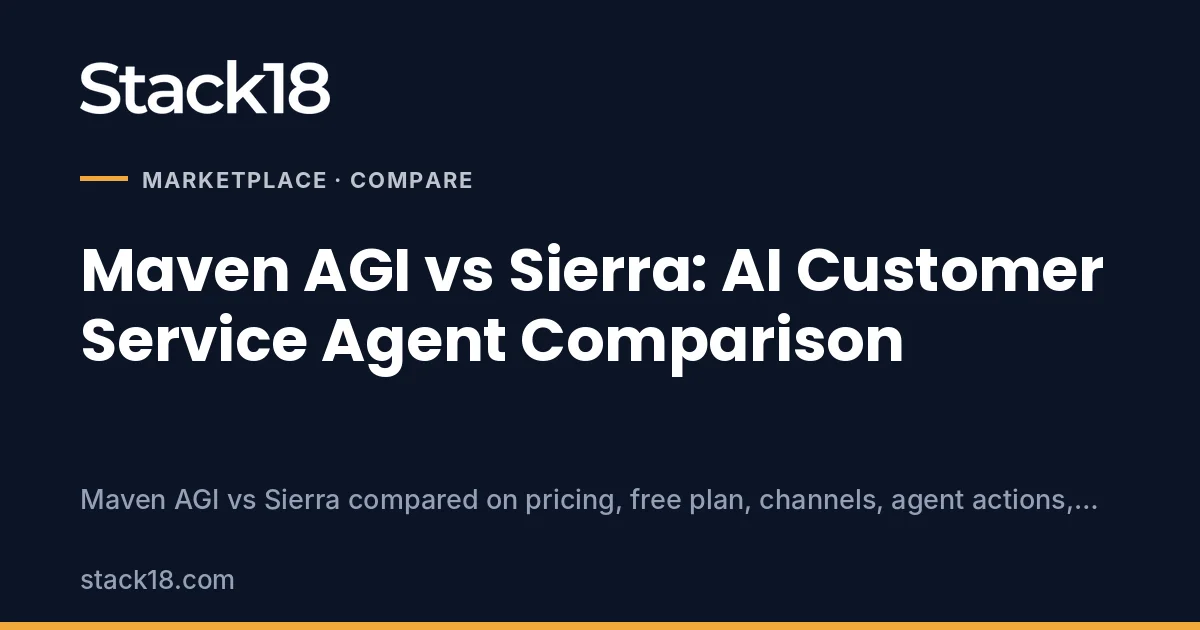 Stack18
MARKETPLACE · COMPARE
Maven AGI vs Sierra: AI Customer
Service Agent Comparison
Maven AGI vs Sierra compared on pricing, free plan, channels, agent actions,...
stack18.com